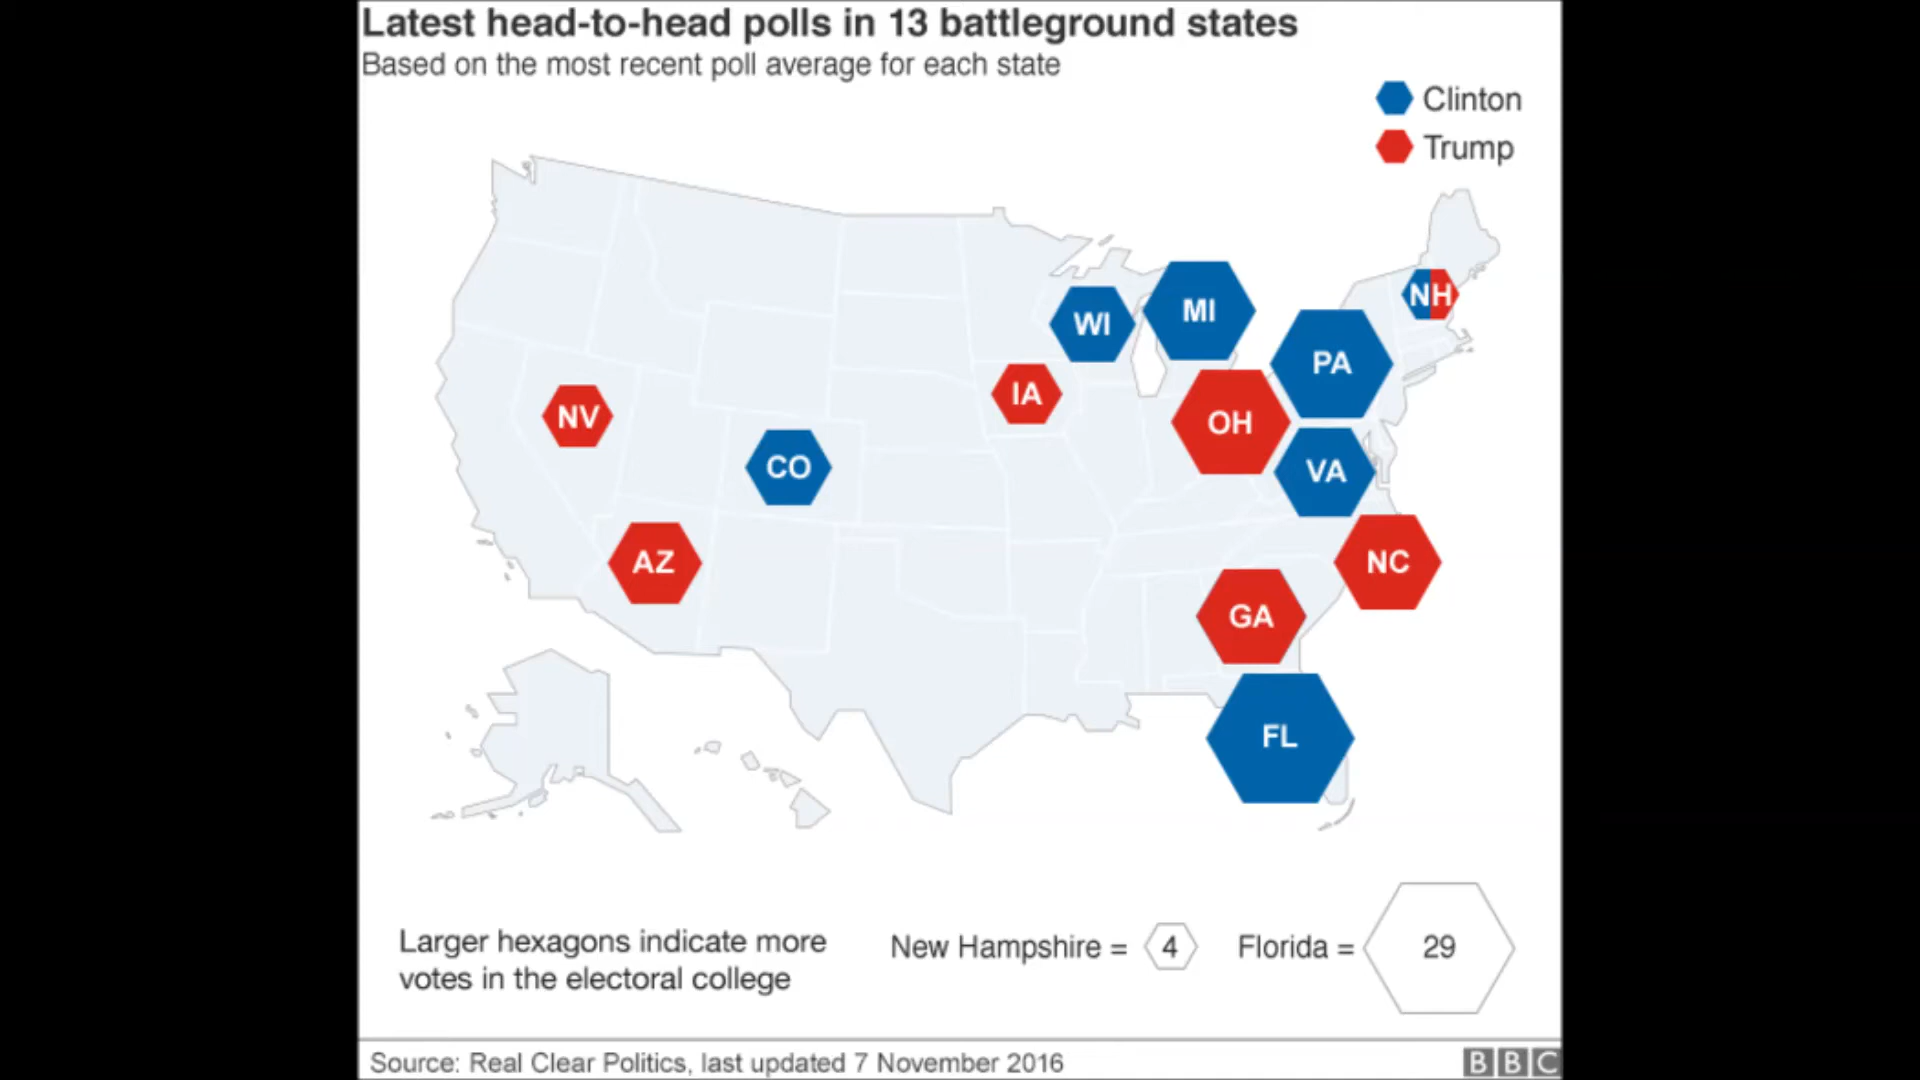 Latest head-to-head polls in 13 battleground states
Based on the most recent poll average for each state
Clinton
Trump
NH
MI
WI
PA
IA
OH
NV
CO
VA
AZ
NC
GA
FL
Larger hexagons indicate more
votes in the electoral college
New Hampshire = 4
Florida = 29
Source: Real Clear Politics, last updated 7 November 2016
BBC